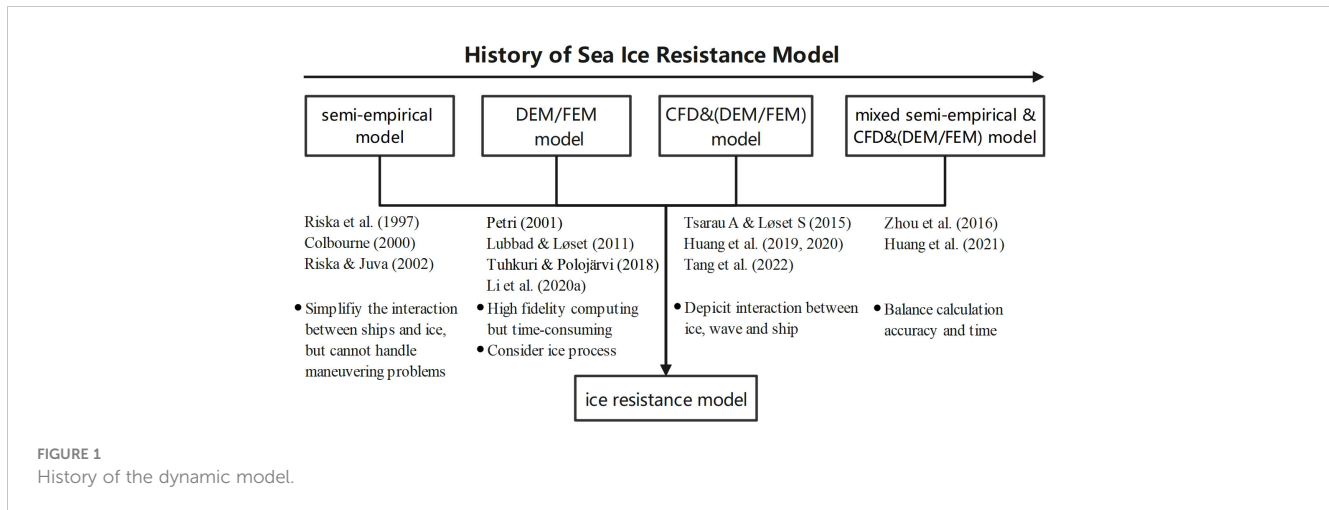 History of Sea Ice Resistance Model
semi-empirical
model
DEM/FEM
model
CFD&(DEM/FEM)
model
mixed semi-empirical &
CFD&(DEM/FEM) model
Riska et al. (1997)
Colbourne (2000)
Riska & Juva (2002)
• Simplifiy the interaction
between ships and ice,
but cannot handle
maneuvering problems
Petri (2001)
Lubbad & Løset (2011)
Tuhkuri & Polojärvi (2018)
Li et al. (2020a)
• High fidelity computing
but time-consuming
• Consider ice process
Tsarau A & Løset S (2015)
Huang et al. (2019, 2020)
Tang et al. (2022)
• Depicit interaction between
ice, wave and ship
Zhou et al. (2016)
Huang et al. (2021)
• Balance calculation
accuracy and time
ice resistance model
FIGURE 1
History of the dynamic model.